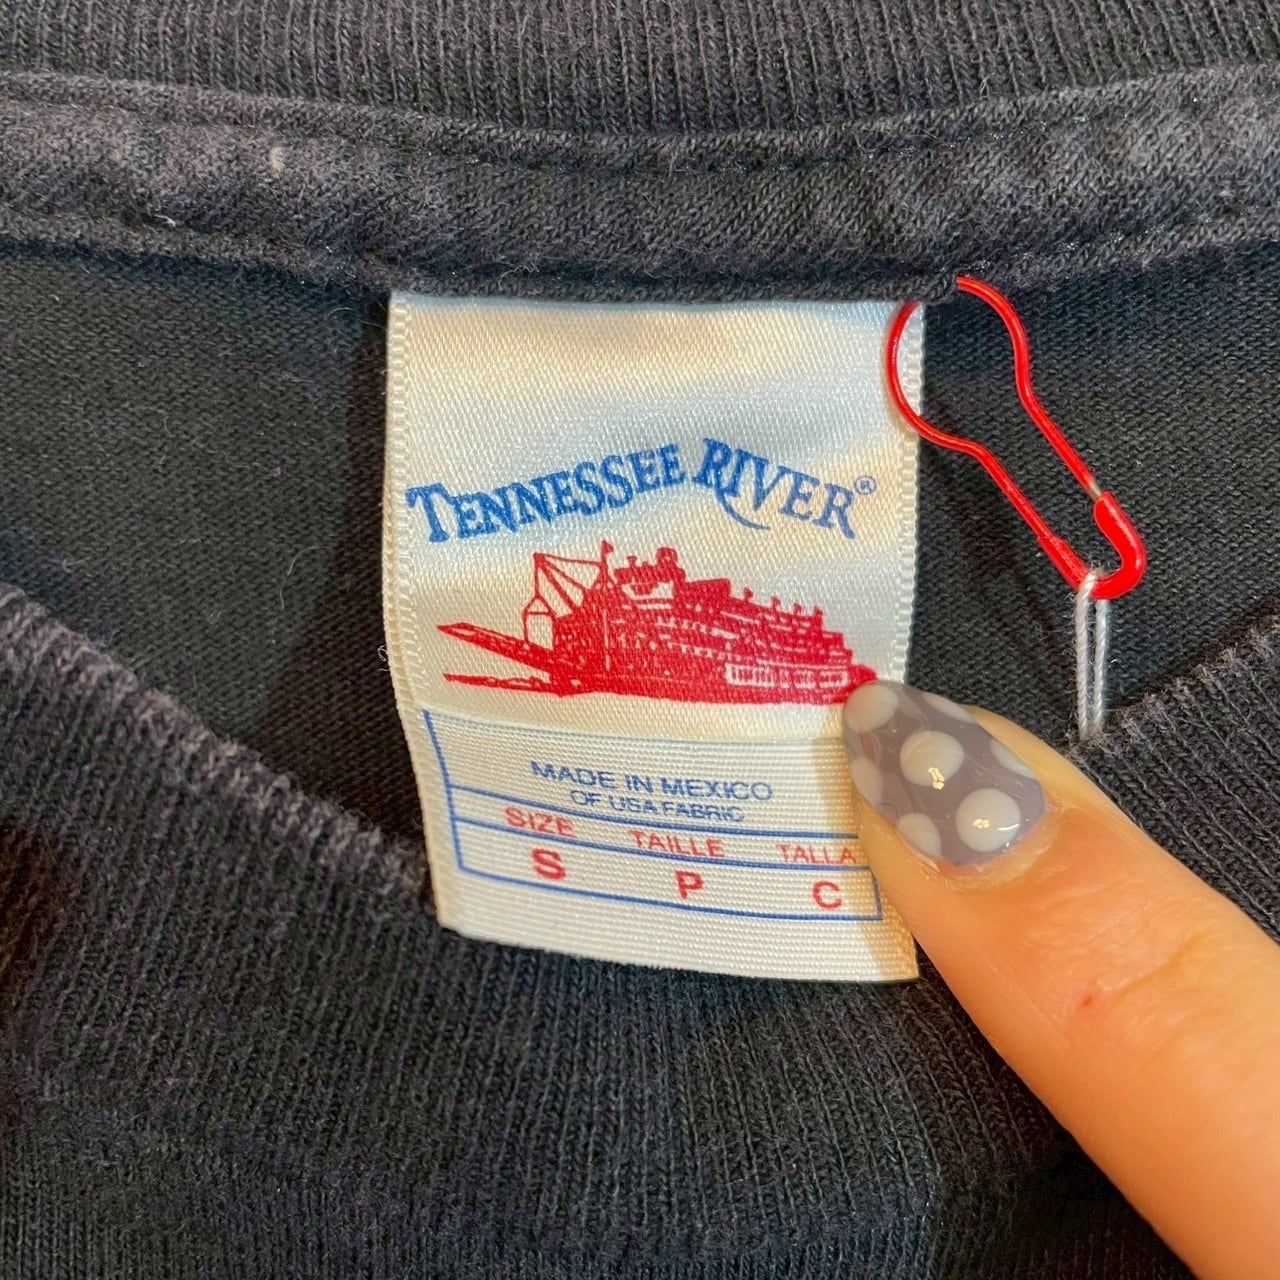 TENNESSEE RIVER®
MADE IN MEXICO
OF USA FABRIC
SIZE TAILLE TALLA
S P C